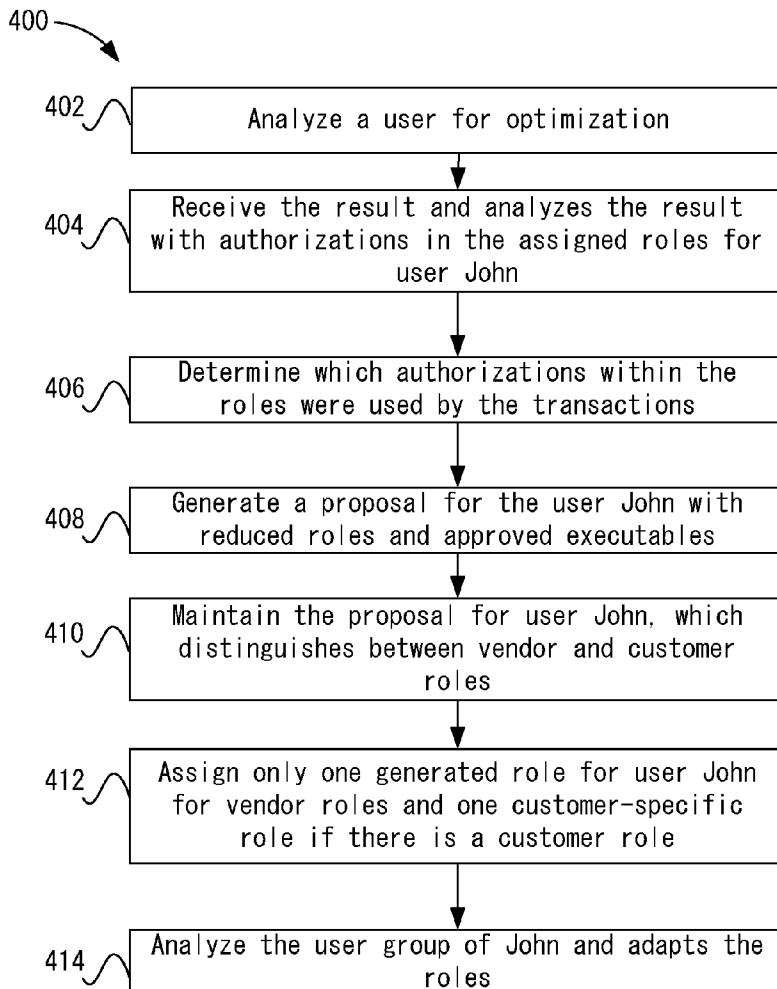 400
402
Analyze a user for optimization
404
Receive the result and analyzes the result
with authorizations in the assigned roles for
user John
406
Determine which authorizations within the
roles were used by the transactions
408
Generate a proposal for the user John with
reduced roles and approved executables
410
Maintain the proposal for user John, which
distinguishes between vendor and customer
roles
412
Assign only one generated role for user John
for vendor roles and one customer-specific
role if there is a customer role
414
Analyze the user group of John and adapts the
roles